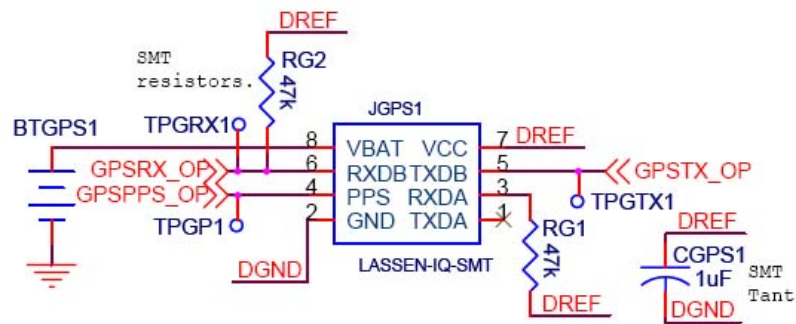 DREF
SMT
resistors.
RG2
47k
JGPS1
BTGPS1
TPGRX1
8 VBAT VCC 7 DREF
GPSRX_OP 6 RXDB TXDB 5 GPSTX_OP
GPSPPS_OP 4 PPS RXDA 3
2 GND TXDA 1
TPGP1
TPGTX1
DGND
LASSEN-IQ-SMT
RG1
47k
DREF
DREF
CGPS1
1uF
SMT
Tant
DGND